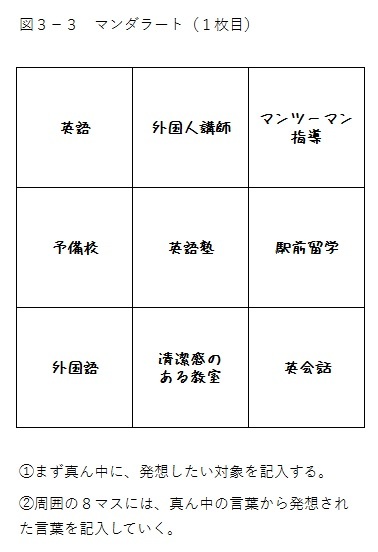 図３－３　マンダラート（１枚目）
英語
外国人講師
マンツーマン
指導
予備校
英語塾
駅前留学
外国語
清潔感の
ある教室
英会話
①まず真ん中に、発想したい対象を記入する。
②周囲の８マスには、真ん中の言葉から発想され
た言葉を記入していく。